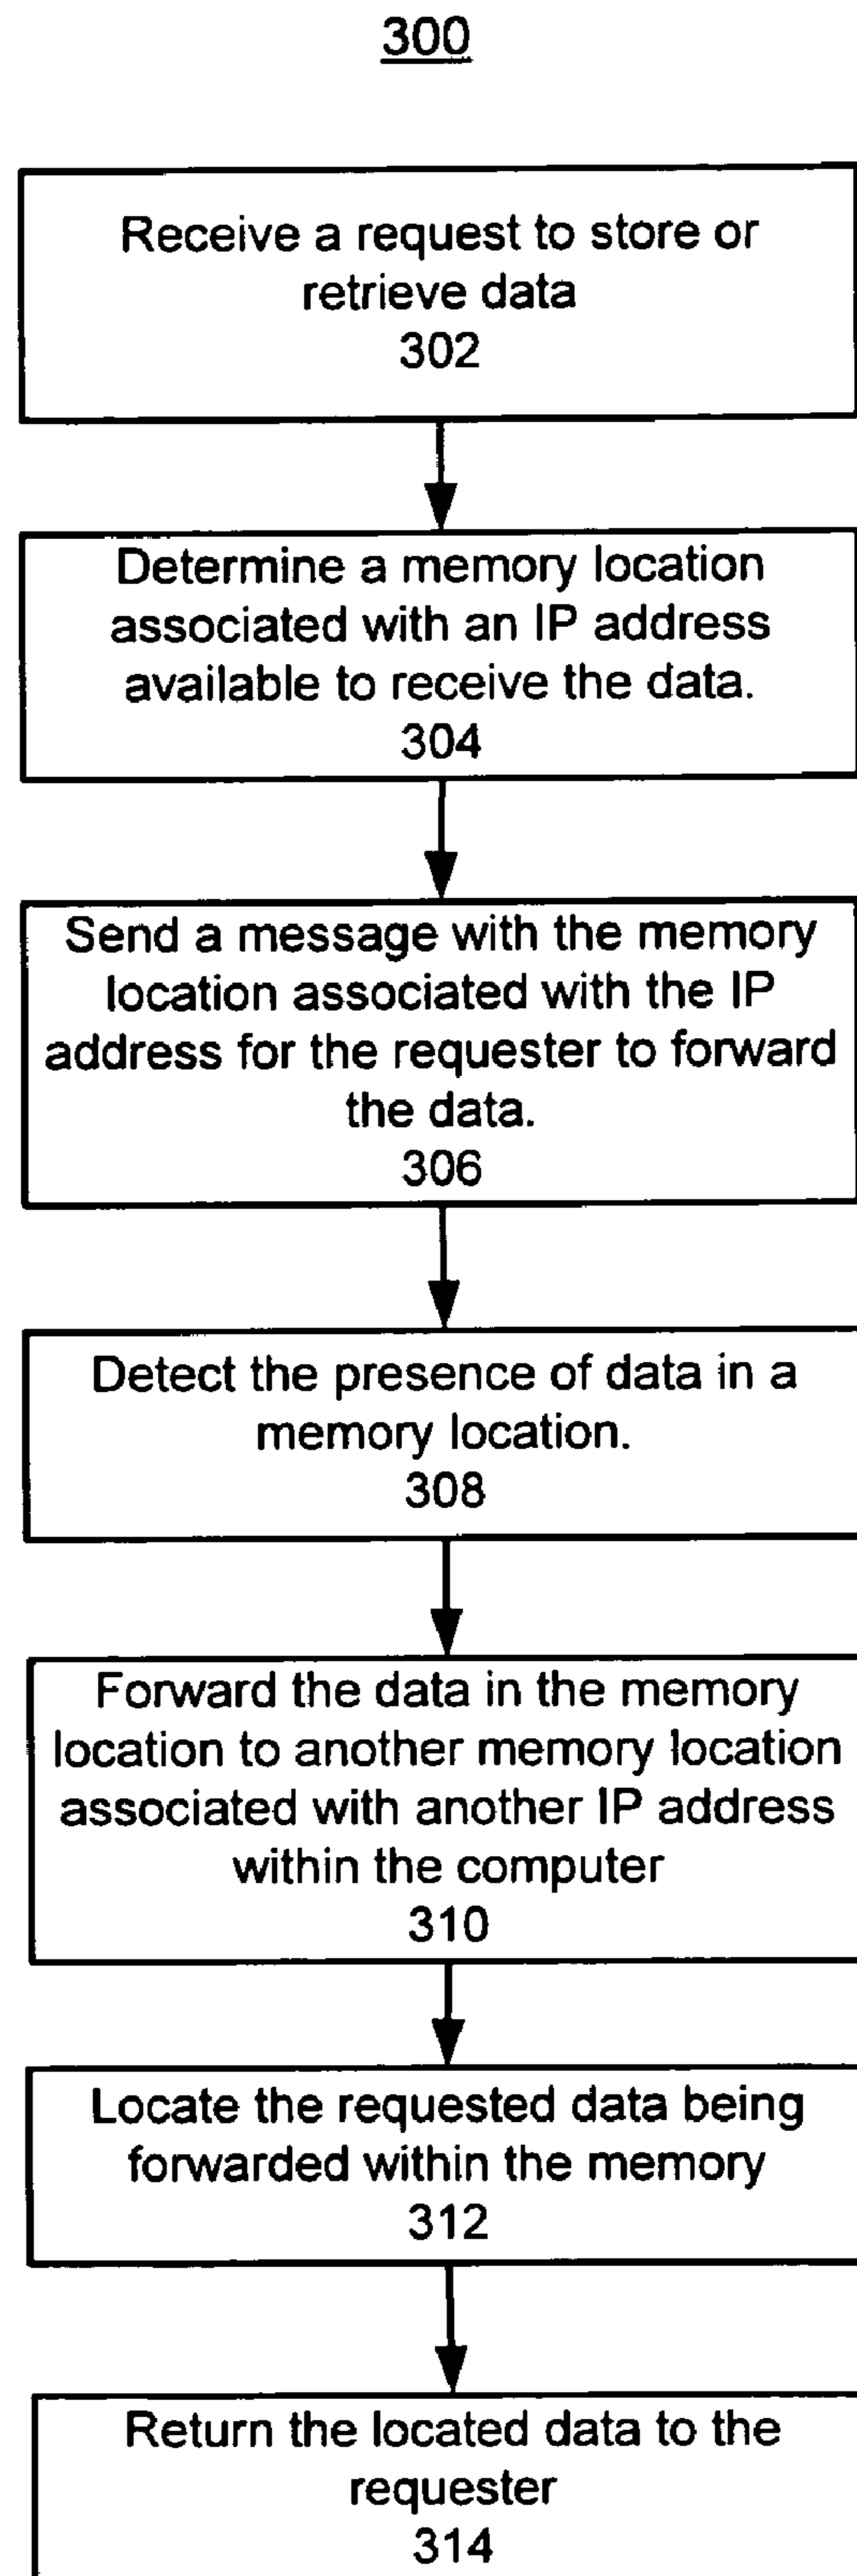 300
Receive a request to store or
retrieve data
302
Determine a memory location
associated with an IP address
available to receive the data.
304
Send a message with the memory
location associated with the IP
address for the requester to forward
the data.
306
Detect the presence of data in a
memory location.
308
Forward the data in the memory
location to another memory location
associated with another IP address
within the computer
310
Locate the requested data being
forwarded within the memory
312
Return the located data to the
requester
314